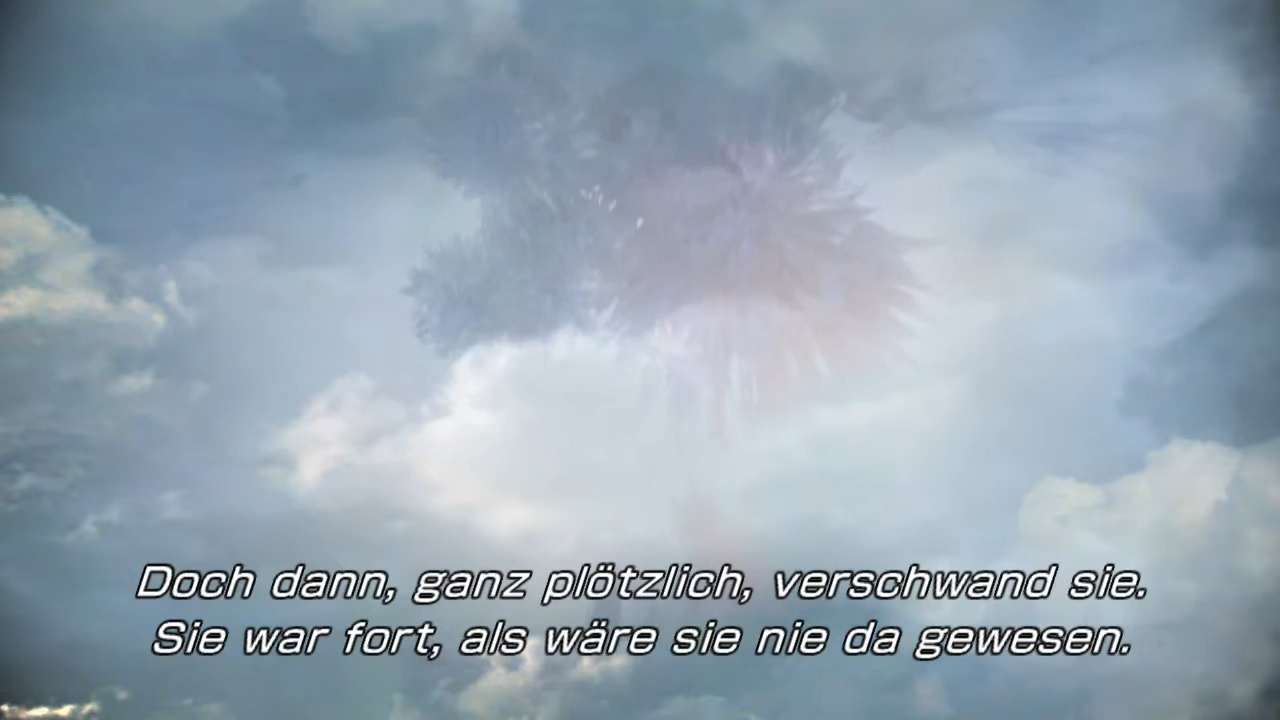 Doch dann, ganz plötzlich, verschwand sie.
Sie war fort, als wäre sie nie da gewesen.